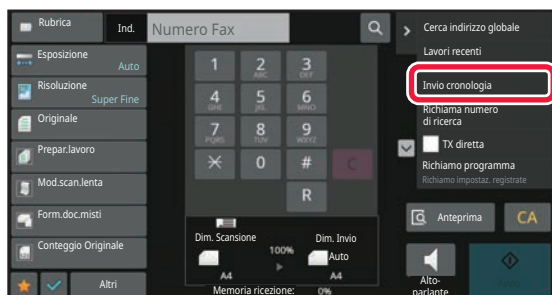 Rubrica
Ind.
Numero Fax
Esposizione
Auto
Risoluzione
Super Fine
Originale
Prepar.lavoro
Mod.scan.lenta
Form.doc.misti
Conteggio Originale
Altri
1
2
ABC
3
DEF
4
GHI
5
JKL
6
MNO
7
PQRS
8
TUV
9
WXYZ
0
#
C
R
Dim. Scansione
100%
Dim. Invio
Auto
A4
A4
Memoria ricezione: 0%
Cerca indirizzo globale
Lavori recenti
Invio cronologia
Richiama numero
di ricerca
TX diretta
Richiamo programma
Richiamo impostaz. registrate
Anteprima
CA
Alto-
parlante